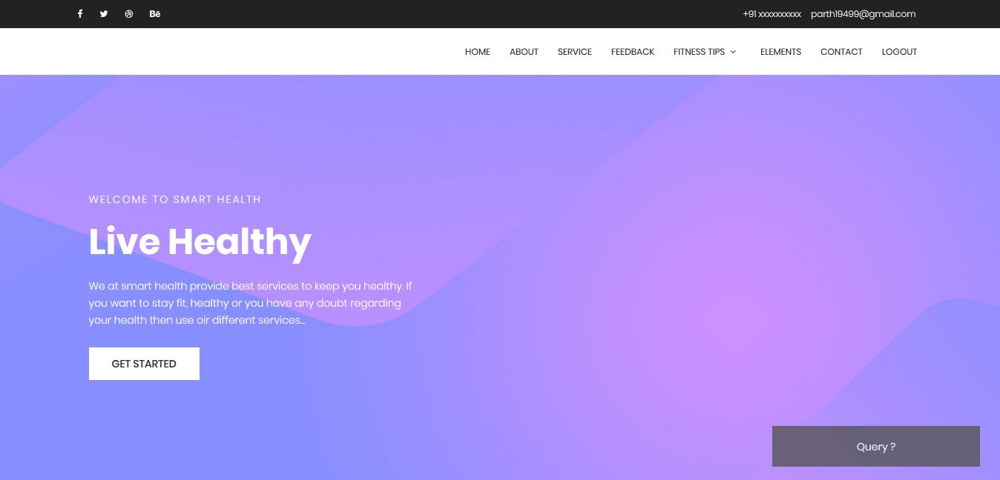 Bē
+91 xxxxxxxxxx parth19499@gmail.com
HOME ABOUT SERVICE FEEDBACK FITNESS TIPS ELEMENTS CONTACT LOGOUT
WELCOME TO SMART HEALTH
Live Healthy
We at smart health provide best services to keep you healthy. If
you want to stay fit, healthy or you have any doubt regarding
your health then use oir different services...
GET STARTED
Query ?